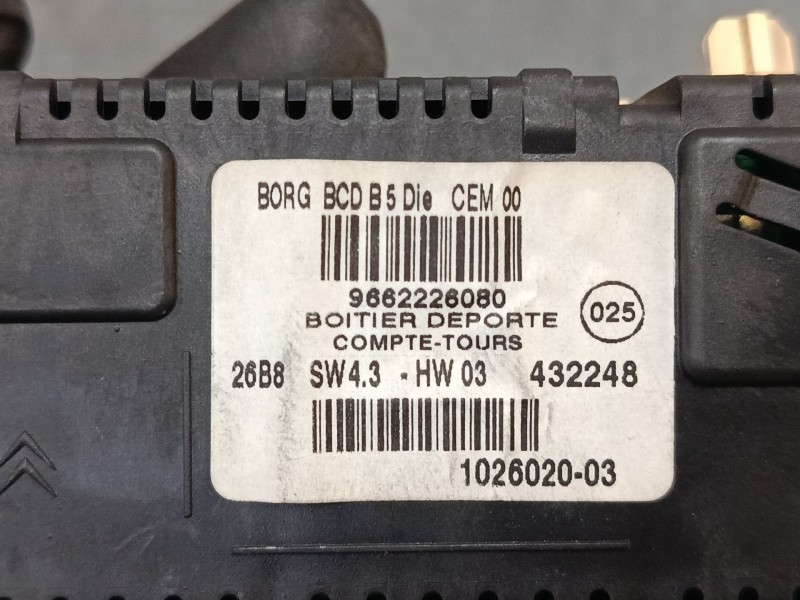 BORG BCD B5 Die CEM 00
9662226080
BOITIER DEPORTE
COMPTE-TOURS
025
26B8 SW4.3 - HW 03 432248
1026020-03